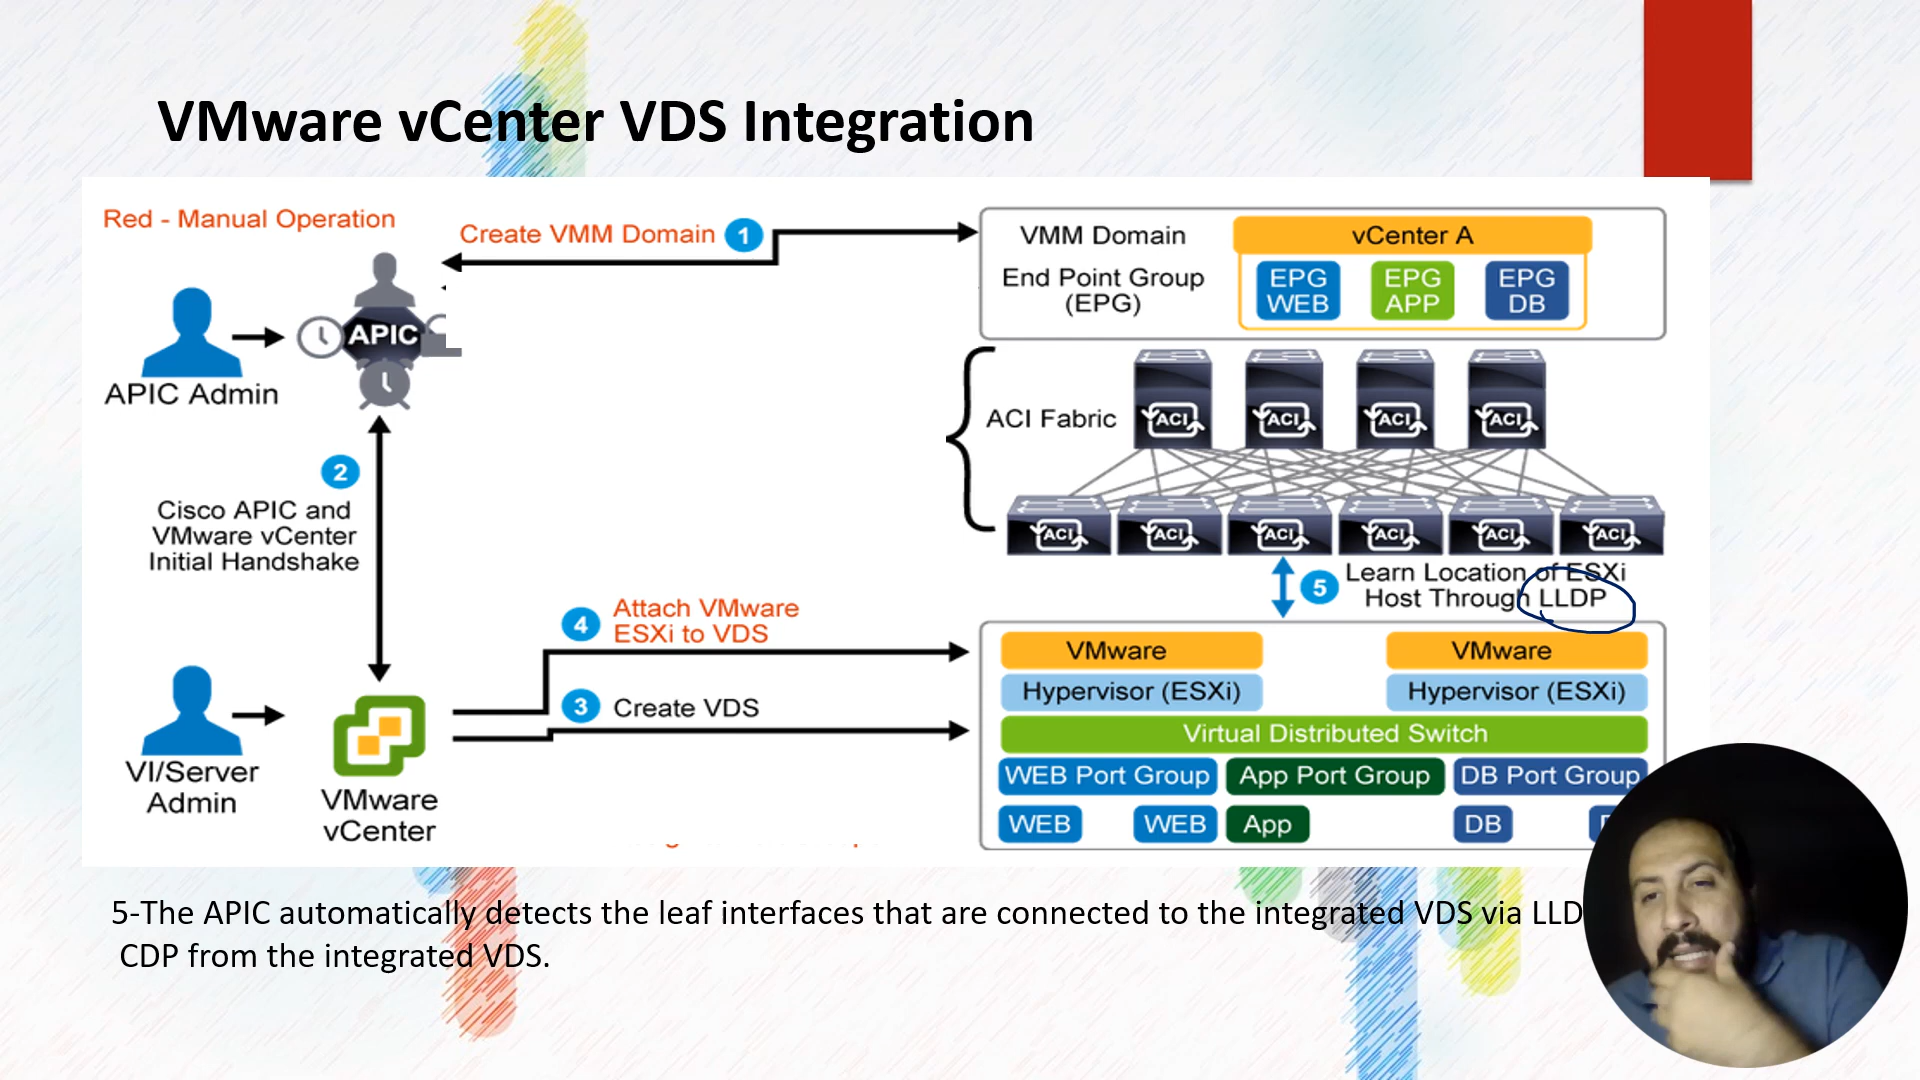 VMware vCenter VDS Integration
Red - Manual Operation
Create VMM Domain 1
VMM Domain
vCenter A
End Point Group
(EPG)
EPG
WEB
EPG
APP
EPG
DB
APIC
APIC Admin
ACI Fabric
ACI
ACI
ACI
ACI
ACI
ACI
ACI
ACI
ACI
ACI
2
Cisco APIC and
VMware vCenter
Initial Handshake
5
Learn Location of ESXi
Host Through LLDP
4
Attach VMware
ESXi to VDS
3
Create VDS
VI/Server
Admin
VMware
vCenter
VMware
VMware
Hypervisor (ESXi)
Hypervisor (ESXi)
Virtual Distributed Switch
WEB Port Group
App Port Group
DB Port Group
WEB
WEB
App
DB
5-The APIC automatically detects the leaf interfaces that are connected to the integrated VDS via LLD
CDP from the integrated VDS.